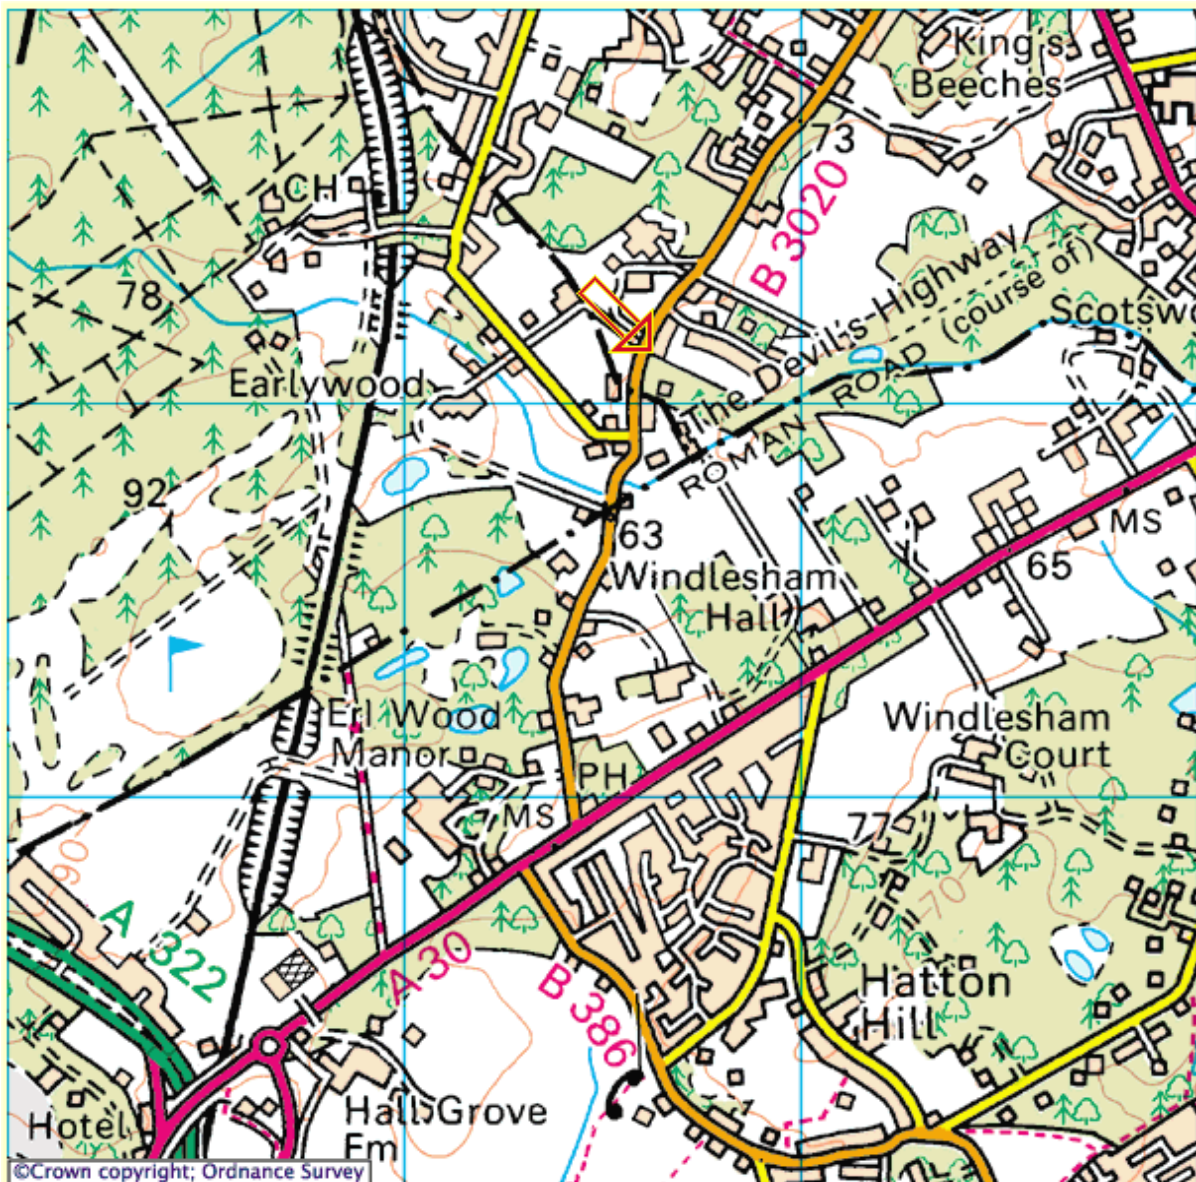 King's
Beeches
73
CH
B 3020
78
The Devil's Highway
ROMAN ROAD (course of)
Scotswo
Earlywood
92
MS
63
65
Windlesham
Hall
Erl Wood
Manor
Windlesham
Court
PH
MS
77
90
70
A 322
A 30
B 386
Hatton
Hill
Hotel
Hall Grove
Fm
©Crown copyright; Ordnance Survey